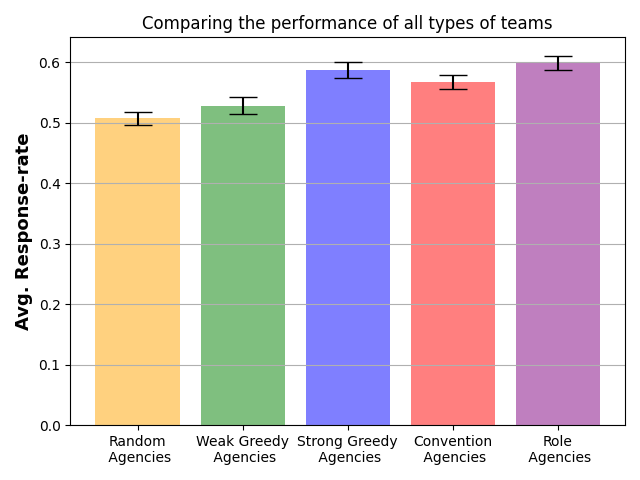 Comparing the performance of all types of teams
Avg. Response-rate
0.6
0.5
0.4
0.3
0.2
0.1
0.0
Random
Agencies
Weak Greedy
Agencies
Strong Greedy
Agencies
Convention
Agencies
Role
Agencies